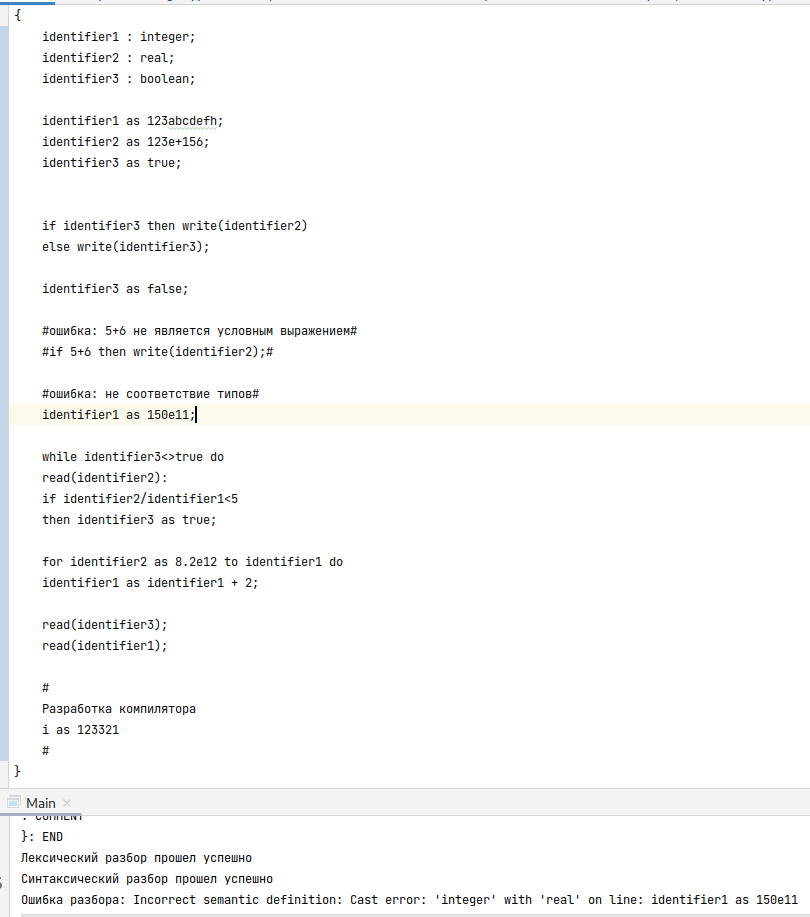 {
identifier1 : integer;
identifier2 : real;
identifier3 : boolean;
identifier1 as 123abcdefh;
identifier2 as 123e+156;
identifier3 as true;
if identifier3 then write(identifier2)
else write(identifier3);
identifier3 as false;
#ошибка: 5+6 не является условным выражением#
#if 5+6 then write(identifier2);#
#ошибка: не соответствие типов#
identifier1 as 150e11;
while identifier3<>true do
read(identifier2):
if identifier2/identifier1<5
then identifier3 as true;
for identifier2 as 8.2e12 to identifier1 do
identifier1 as identifier1 + 2;
read(identifier3);
read(identifier1);
#
Разработка компилятора
i as 123321
#
}
Main
: COMMENT
}: END
Лексический разбор прошел успешно
Синтаксический разбор прошел успешно
Ошибка разбора: Incorrect semantic definition: Cast error: 'integer' with 'real' on line: identifier1 as 150e11